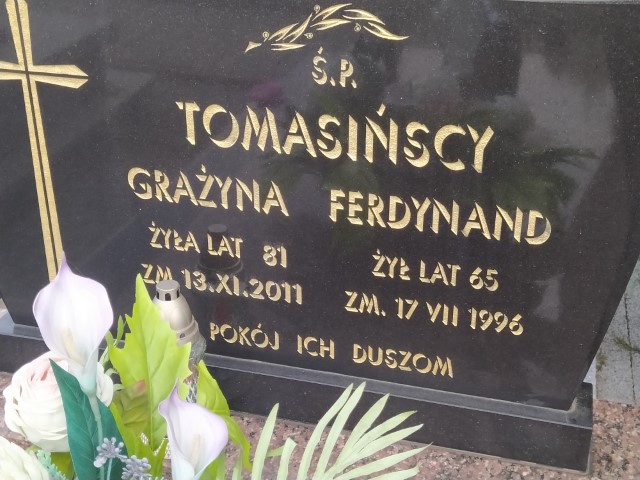 Ś.P.
TOMASIŃSCY
GRAŻYNA FERDYNAND
ŻYŁA LAT 81 ŻYŁ LAT 65
ZM 13.XI.2011 ZM. 17 VII 1996
POKÓJ ICH DUSZOM